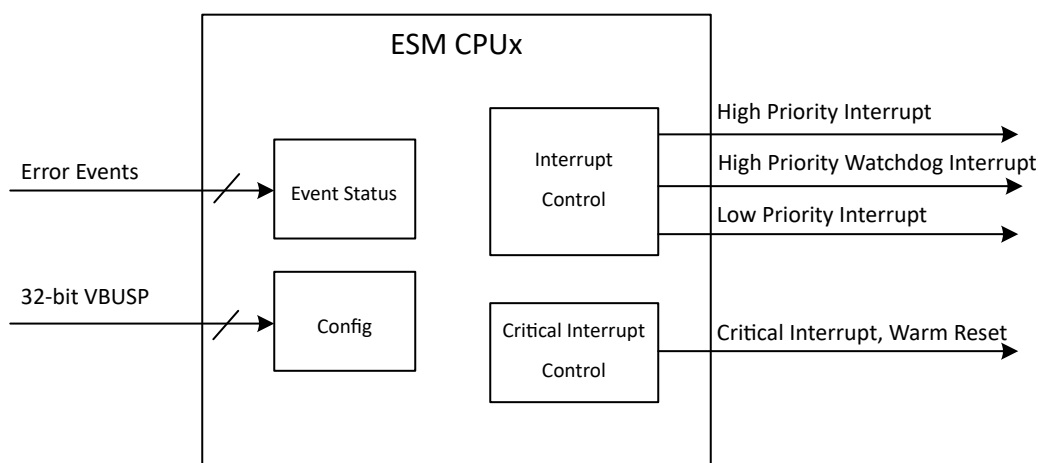 ESM CPUx
Error Events
Event Status
32-bit VBUSP
Config
Interrupt
Control
High Priority Interrupt
High Priority Watchdog Interrupt
Low Priority Interrupt
Critical Interrupt
Control
Critical Interrupt, Warm Reset